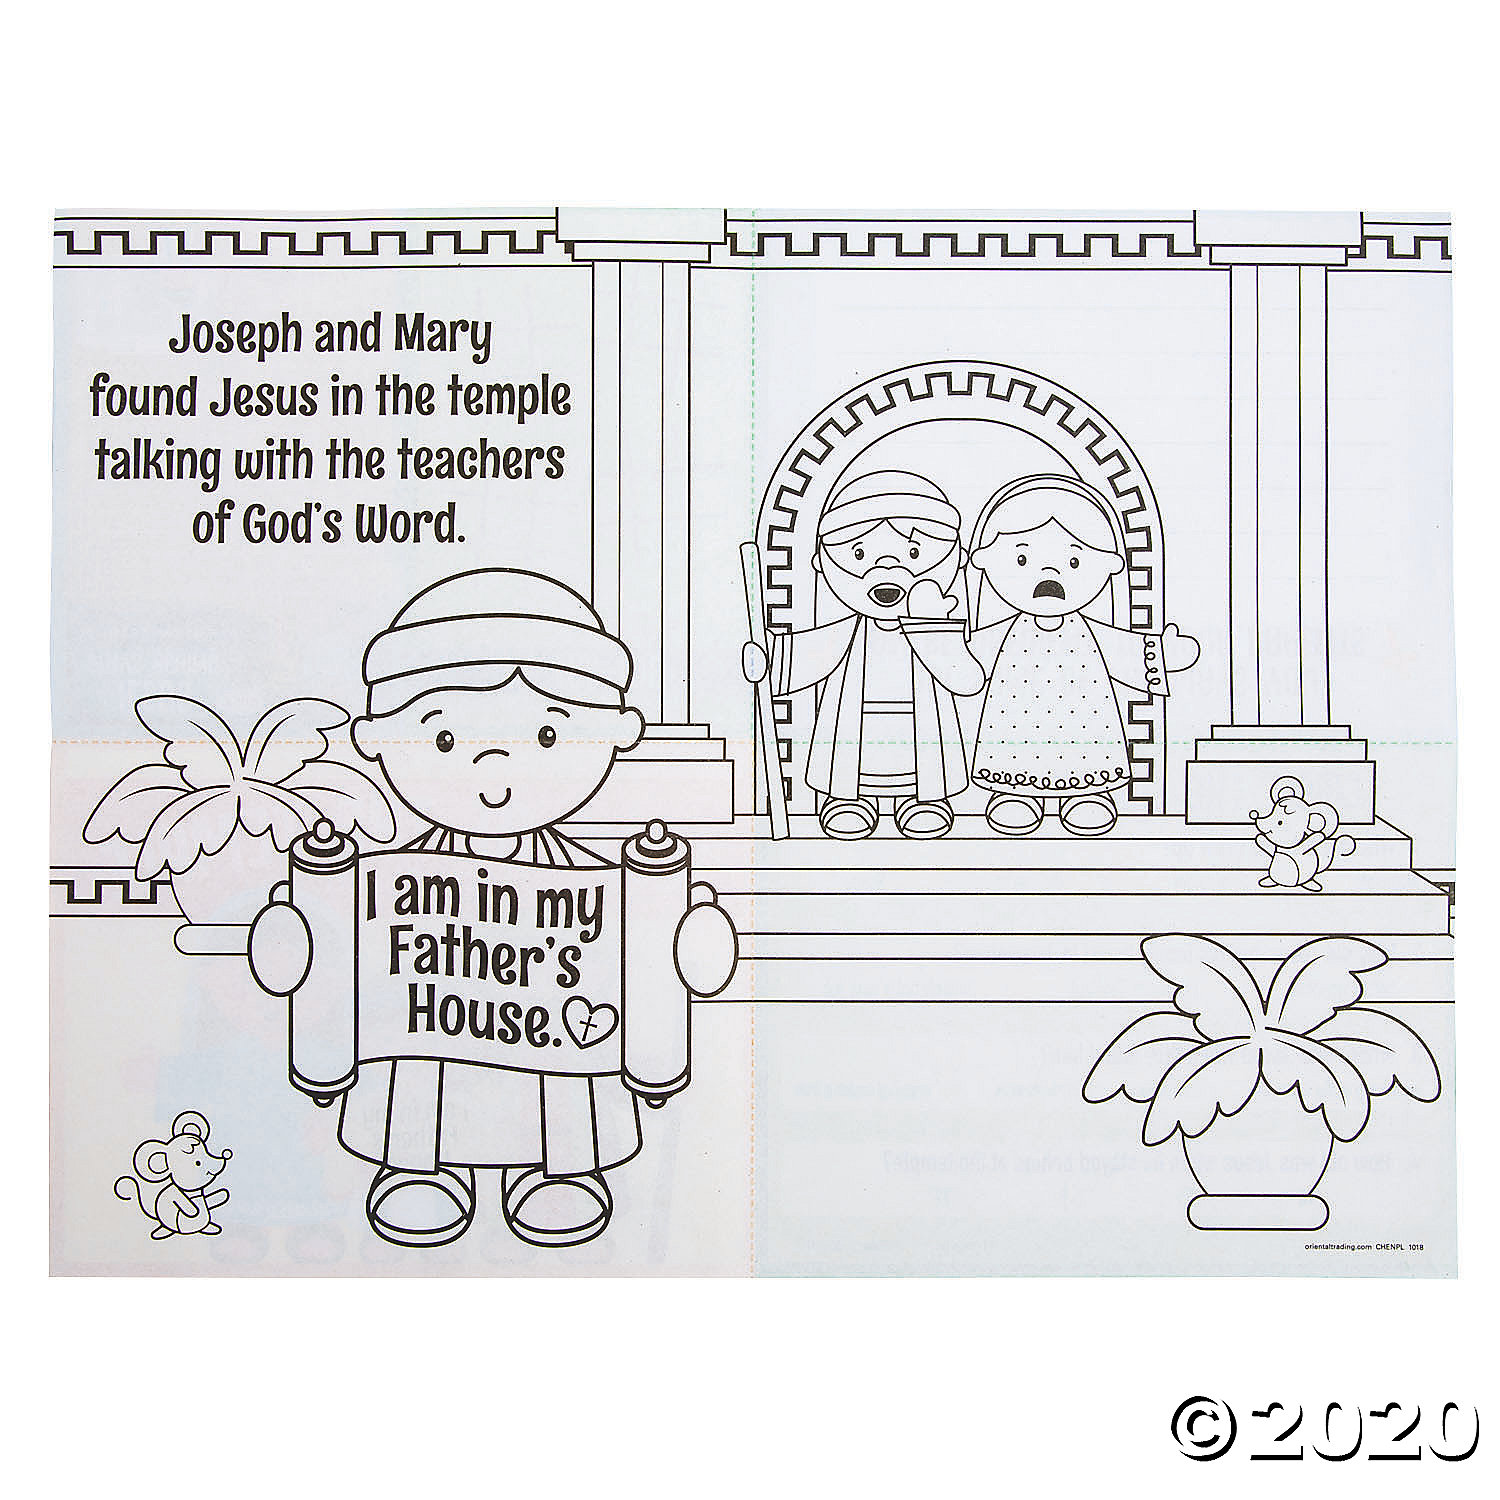 Joseph and Mary
found Jesus in the temple
talking with the teachers
of God's Word.
I am in my
Father's
House.
orientaltrading.com CHENPL 1018
©2020